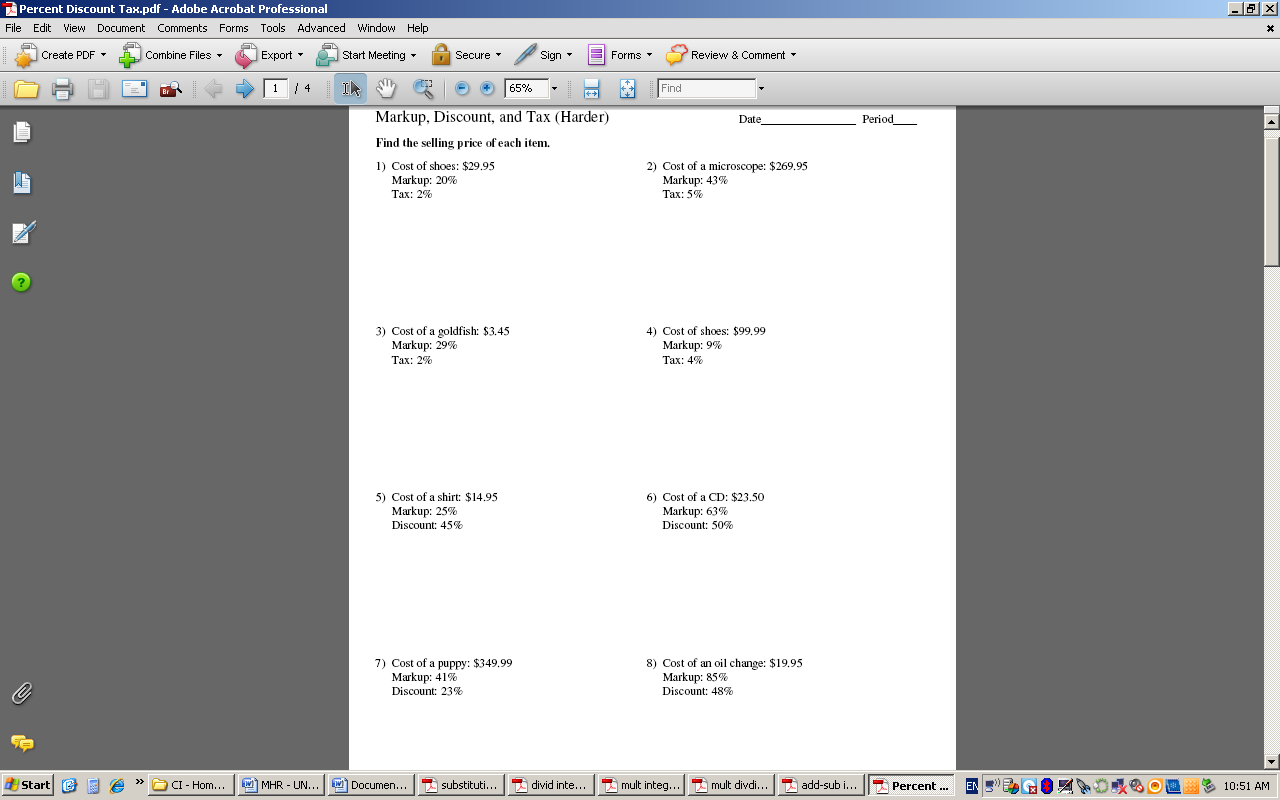 Percent Discount Tax.pdf - Adobe Acrobat Professional
File Edit View Document Comments Forms Tools Advanced Window Help
Create PDF Combine Files Export Start Meeting Secure Sign Forms Review & Comment
1 / 4 65% Find
Markup, Discount, and Tax (Harder)
Date________________ Period____
Find the selling price of each item.
1) Cost of shoes: $29.95
Markup: 20%
Tax: 2%
2) Cost of a microscope: $269.95
Markup: 43%
Tax: 5%
3) Cost of a goldfish: $3.45
Markup: 29%
Tax: 2%
4) Cost of shoes: $99.99
Markup: 9%
Tax: 4%
5) Cost of a shirt: $14.95
Markup: 25%
Discount: 45%
6) Cost of a CD: $23.50
Markup: 63%
Discount: 50%
7) Cost of a puppy: $349.99
Markup: 41%
Discount: 23%
8) Cost of an oil change: $19.95
Markup: 85%
Discount: 48%
Start » CI - Hom... MHR - UN... Documen... substituti... divid inte... mult integ... mult divdi... add-sub i... Percent ... EN 10:51 AM